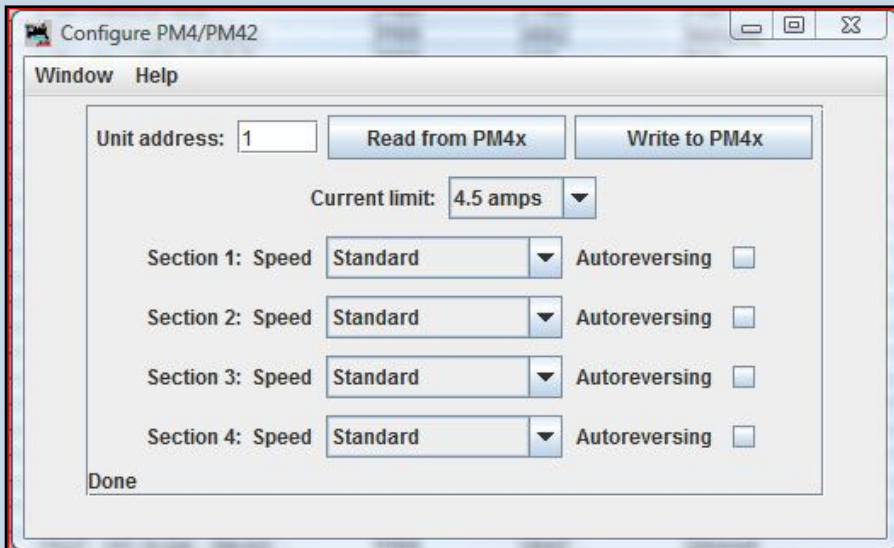 Configure PM4/PM42
Window Help
Unit address: 1 Read from PM4x Write to PM4x
Current limit: 4.5 amps
Section 1: Speed Standard Autoreversing
Section 2: Speed Standard Autoreversing
Section 3: Speed Standard Autoreversing
Section 4: Speed Standard Autoreversing
Done